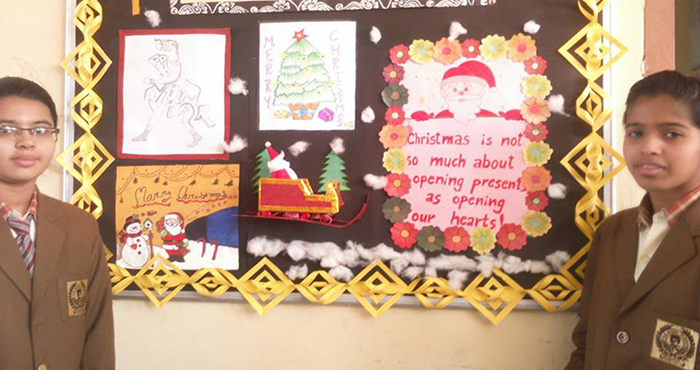 MERRY
CHRISTMAS
Marry Christmas
Christmas is not
so much about
opening present
as opening
our hearts!